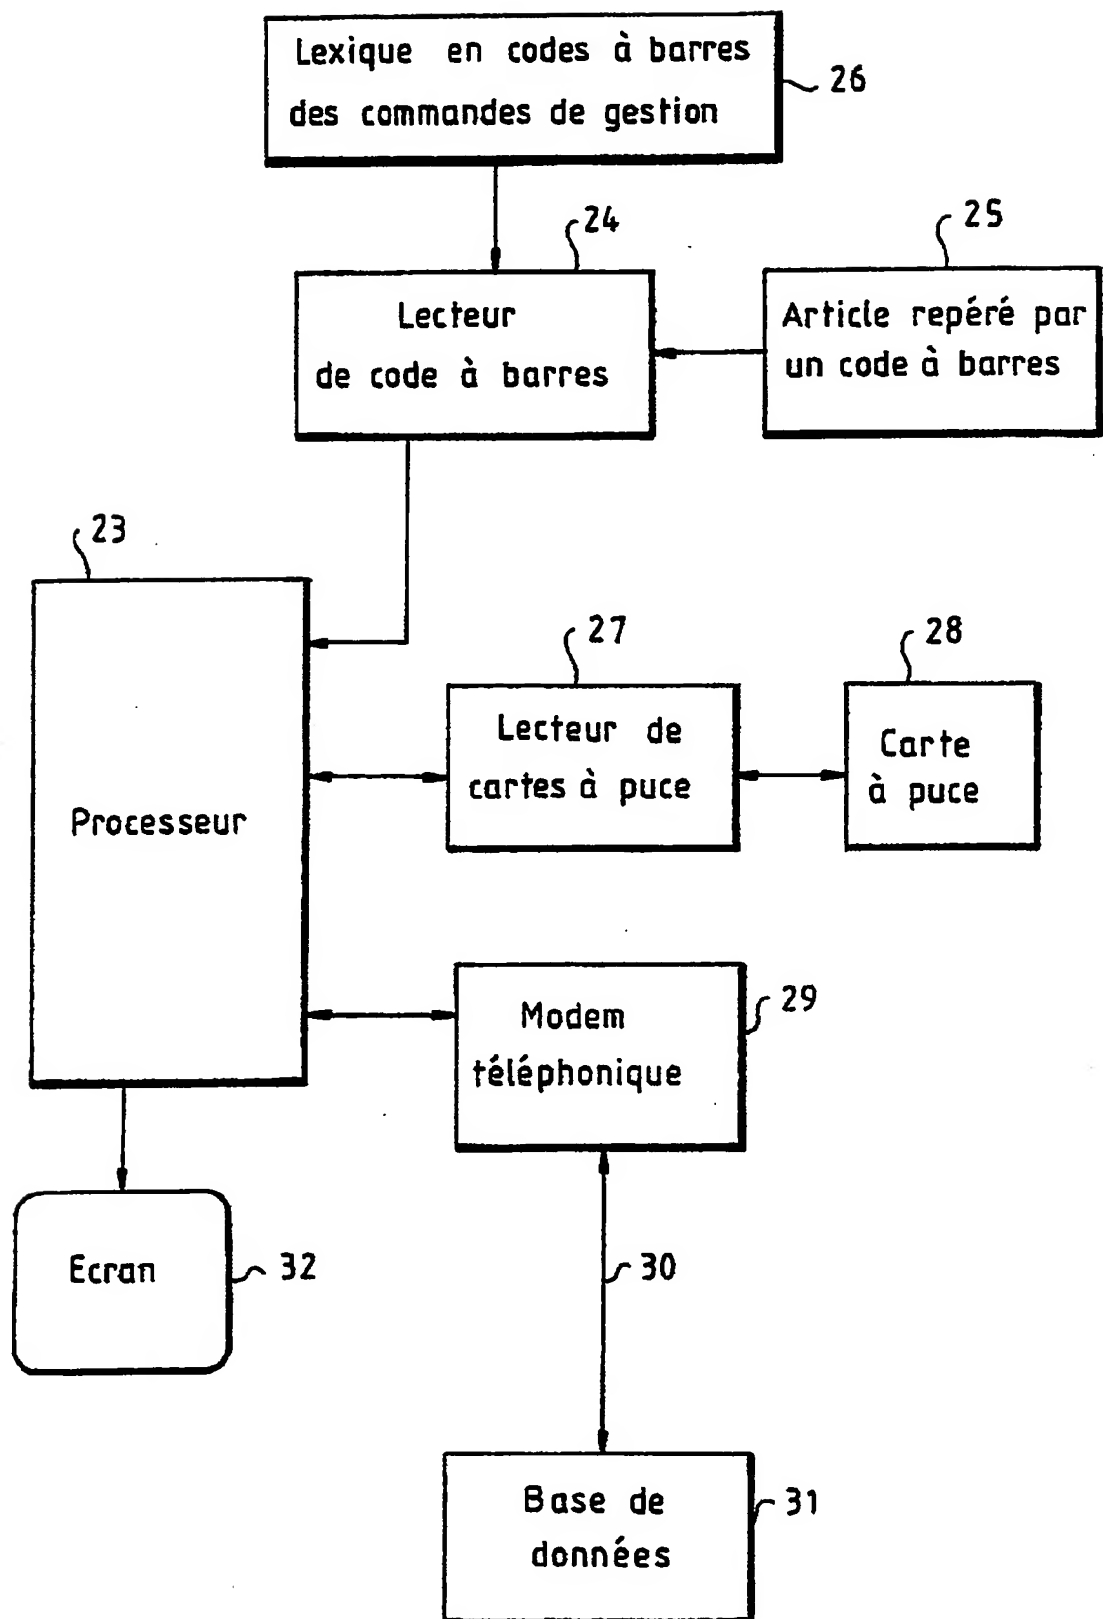 Lexique en codes à barres
des commandes de gestion
26
24
25
Lecteur
de code à barres
Article repéré par
un code à barres
23
Processeur
27
28
Lecteur de
cartes à puce
Carte
à puce
Modem
téléphonique
29
Ecran
32
30
Base de
données
31